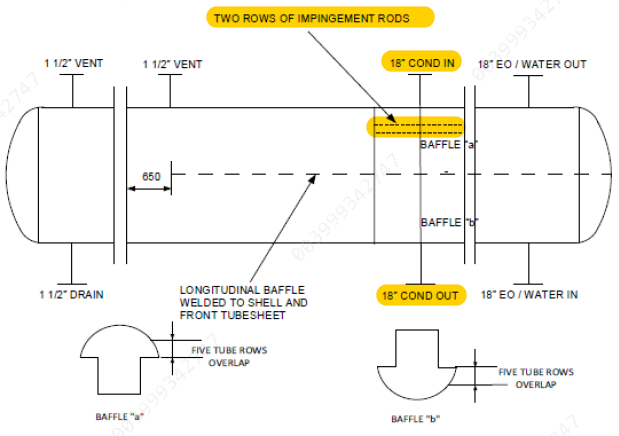 TWO ROWS OF IMPINGEMENT RODS
1 1/2" VENT
1 1/2" VENT
18" COND IN
18" EO / WATER OUT
BAFFLE "a"
650
BAFFLE "b"
1 1/2" DRAIN
LONGITUDINAL BAFFLE
WELDED TO SHELL AND
FRONT TUBESHEET
18" COND OUT
18" EO / WATER IN
FIVE TUBE ROWS
OVERLAP
BAFFLE "a"
FIVE TUBE ROWS
OVERLAP
BAFFLE "b"
003999342747